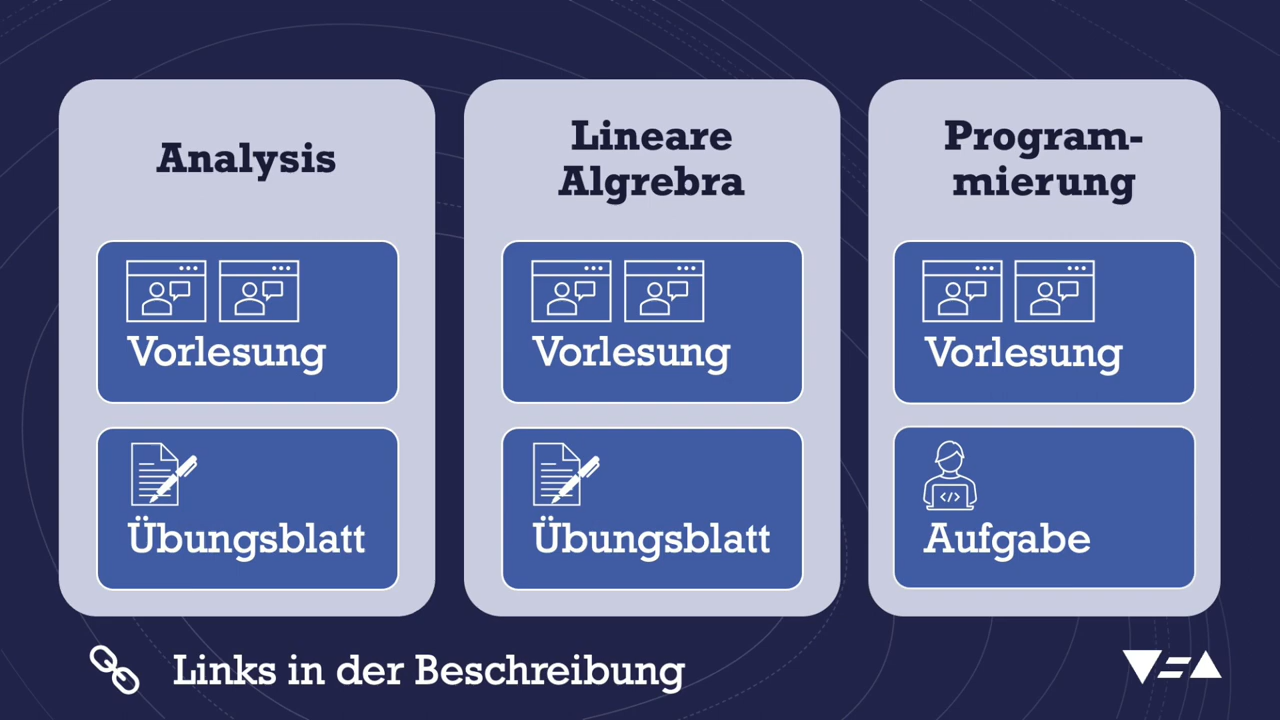 Analysis
Vorlesung
Übungsblatt
Lineare
Algrebra
Vorlesung
Übungsblatt
Program-
mierung
Vorlesung
</>
Aufgabe
Links in der Beschreibung